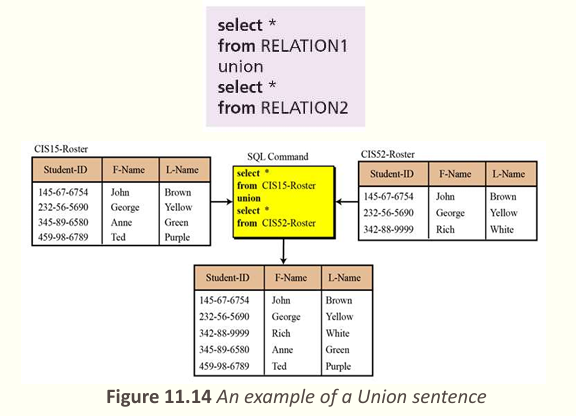 select *
from RELATION1
union
select *
from RELATION2
CIS15-Roster
Student-ID F-Name L-Name
145-67-6754 John Brown
232-56-5690 George Yellow
345-89-6580 Anne Green
459-98-6789 Ted Purple
SQL Command
select *
from CIS15-Roster
union
select *
from CIS52-Roster
CIS52-Roster
Student-ID F-Name L-Name
145-67-6754 John Brown
232-56-5690 George Yellow
342-88-9999 Rich White
Student-ID F-Name L-Name
145-67-6754 John Brown
232-56-5690 George Yellow
342-88-9999 Rich White
345-89-6580 Anne Green
459-98-6789 Ted Purple
Figure 11.14 An example of a Union sentence